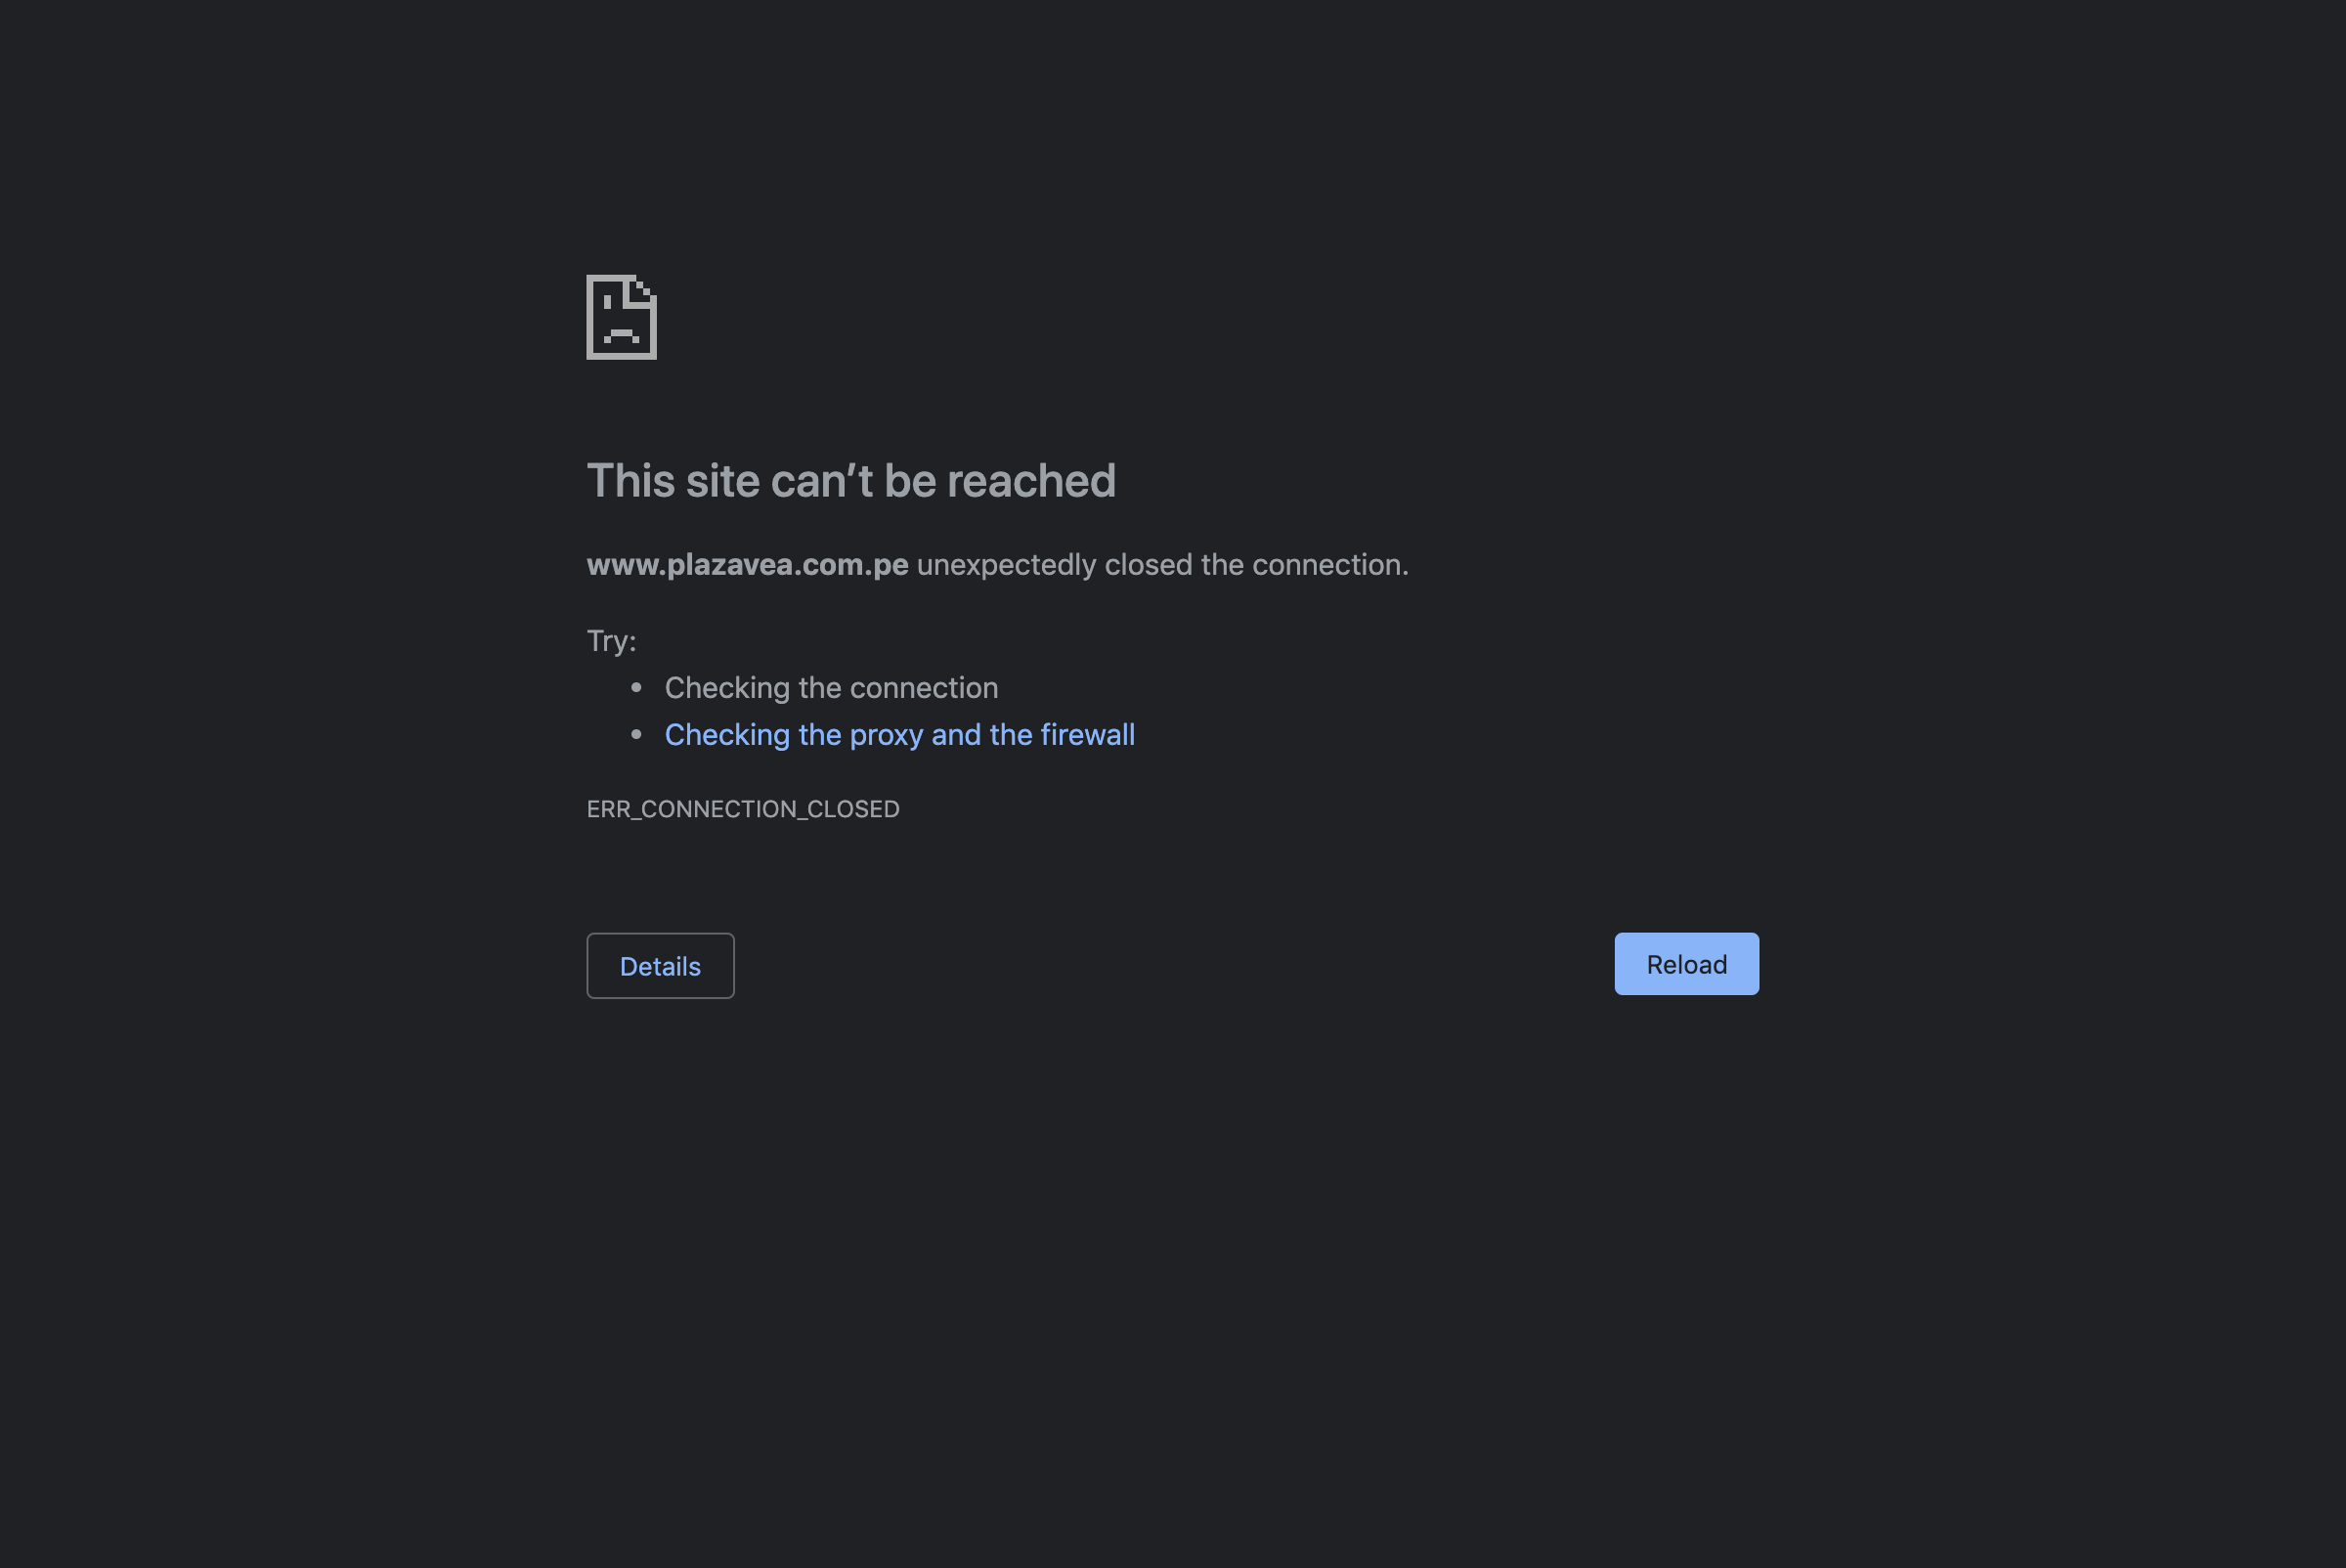 This site can’t be reached
www.plazavea.com.pe unexpectedly closed the connection.
Try:
• Checking the connection
• Checking the proxy and the firewall
ERR_CONNECTION_CLOSED
Details
Reload